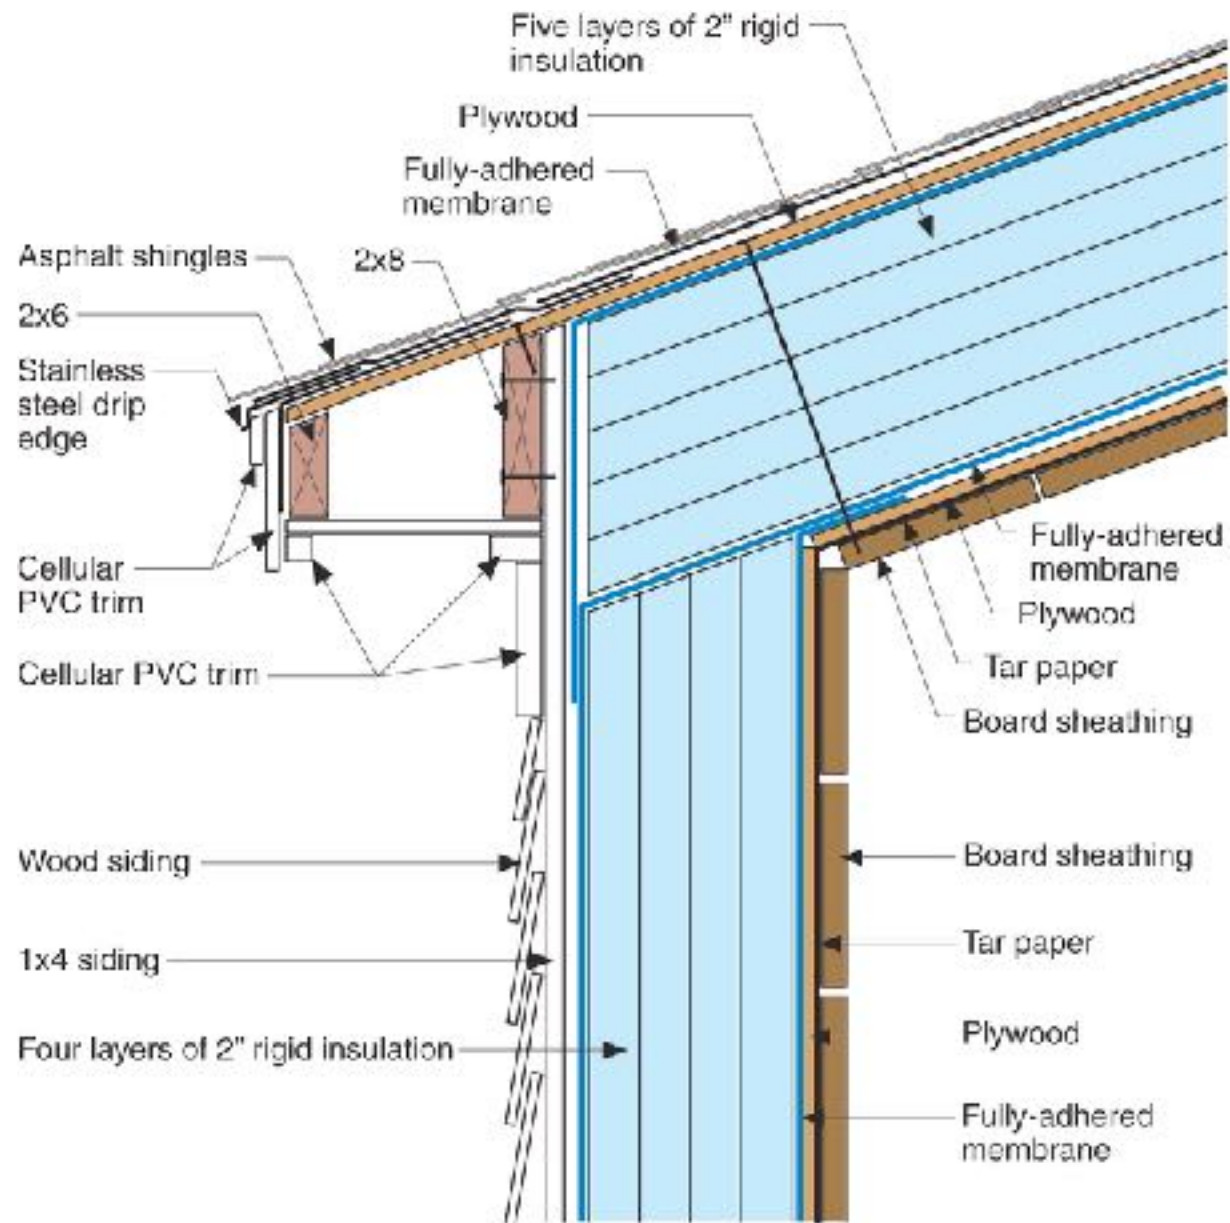 Five layers of 2" rigid
insulation
Plywood
Fully-adhered
membrane
Asphalt shingles
2x8
2x6
Stainless
steel drip
edge
Cellular
PVC trim
Cellular PVC trim
Fully-adhered
membrane
Plywood
Tar paper
Board sheathing
Wood siding
Board sheathing
1x4 siding
Tar paper
Four layers of 2" rigid insulation
Plywood
Fully-adhered
membrane